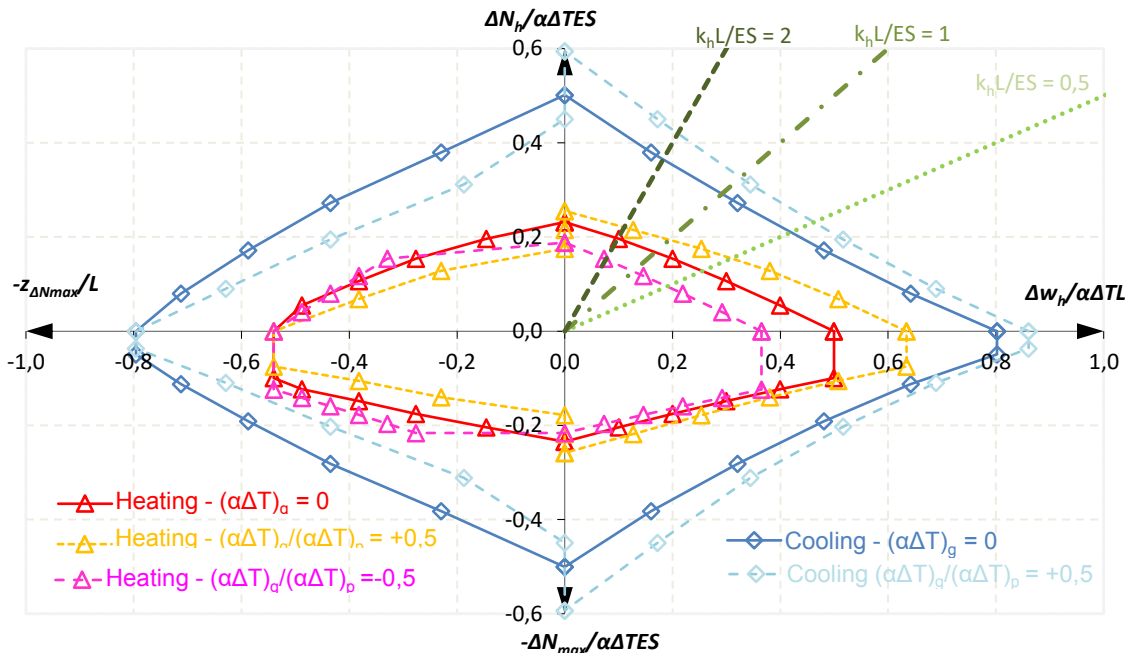 ΔN_h/αΔTES
k_hL/ES = 2
k_hL/ES = 1
k_hL/ES = 0,5
0,6
0,4
0,2
-z_ΔNmax/L
Δw_h/αΔTL
0,0
-1,0 -0,8 -0,6 -0,4 -0,2 0,0 0,2 0,4 0,6 0,8 1,0
-0,2
-0,4
-0,6
Heating - (αΔT)_g = 0
Heating - (αΔT)_g/(αΔT)_p = +0,5
Heating - (αΔT)_g/(αΔT)_p =-0,5
Cooling - (αΔT)_g = 0
Cooling (αΔT)_g/(αΔT)_p = +0,5
-ΔN_max/αΔTES